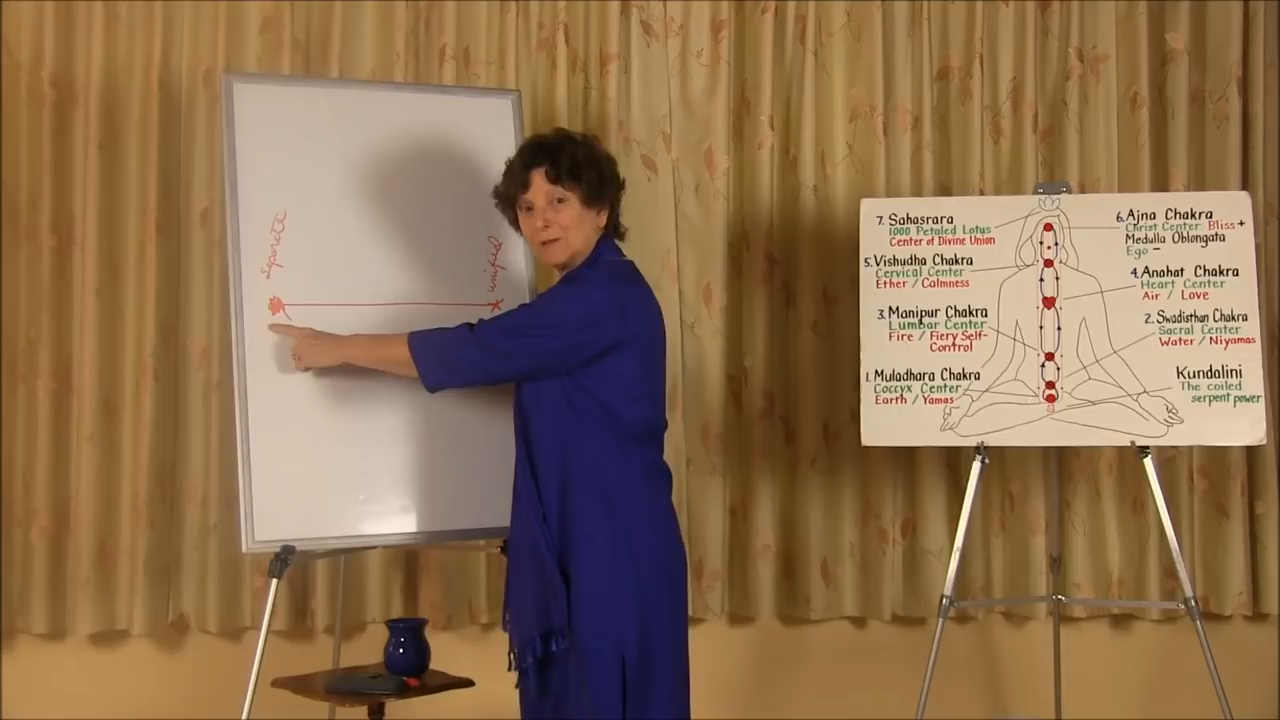 separate
unified
7. Sahasrara
1000 Petaled Lotus
Center of Divine Union
6. Ajna Chakra
Christ Center Bliss +
Medulla Oblongata
Ego −
5. Vishudha Chakra
Cervical Center
Ether / Calmness
4. Anahat Chakra
Heart Center
Air / Love
3. Manipur Chakra
Lumbar Center
Fire / Fiery Self-
Control
2. Swadisthan Chakra
Sacral Center
Water / Niyamas
1. Muladhara Chakra
Coccyx Center
Earth / Yamas
Kundalini
The coiled
serpent power